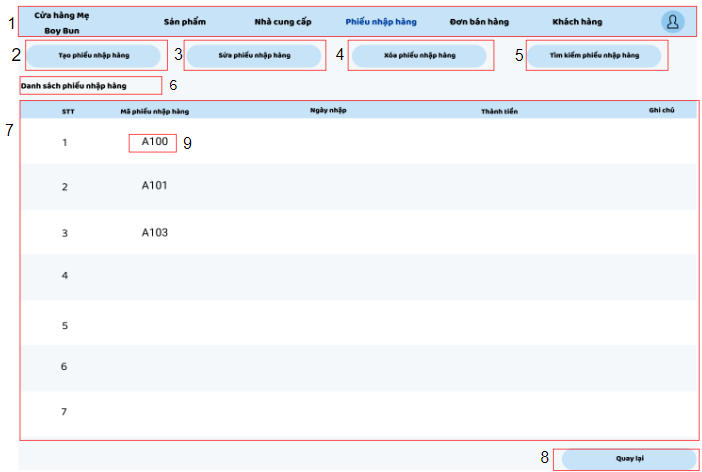 1 Cửa hàng Mẹ Sản phẩm Nhà cung cấp Phiếu nhập hàng Đơn bán hàng Khách hàng
Boy Bun
2 Tạo phiếu nhập hàng 3 Sửa phiếu nhập hàng 4 Xóa phiếu nhập hàng 5 Tìm kiếm phiếu nhập hàng
Danh sách phiếu nhập hàng 6
7
STT Mã phiếu nhập hàng Ngày nhập Thành tiền Ghi chú
1 A100 9
2 A101
3 A103
4
5
6
7
8 Quay lại